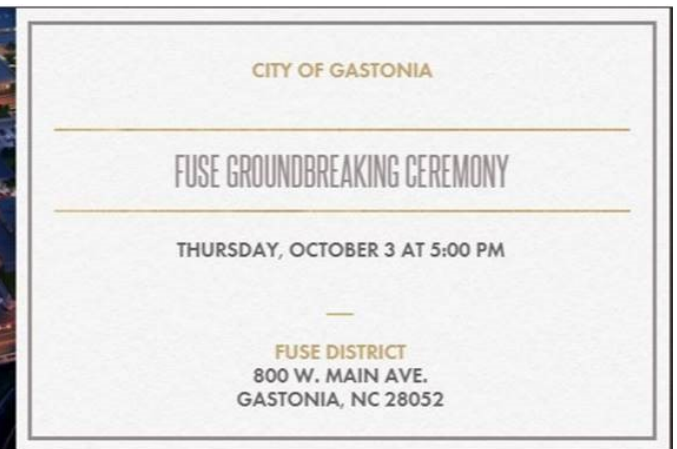 CITY OF GASTONIA
FUSE GROUNDBREAKING CEREMONY
THURSDAY, OCTOBER 3 AT 5:00 PM
FUSE DISTRICT
800 W. MAIN AVE.
GASTONIA, NC 28052